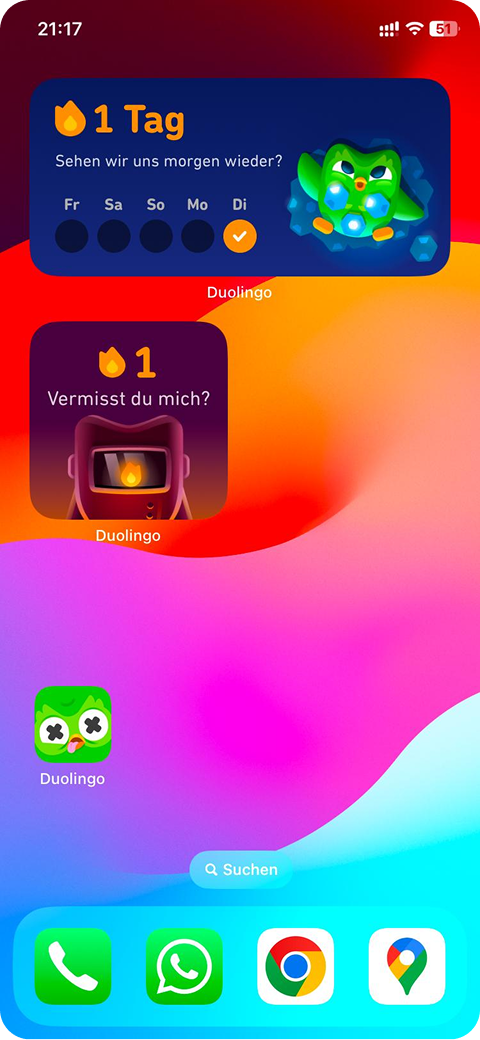 21:17
51
1 Tag
Sehen wir uns morgen wieder?
Fr Sa So Mo Di
Duolingo
1
Vermisst du mich?
Duolingo
Duolingo
Suchen